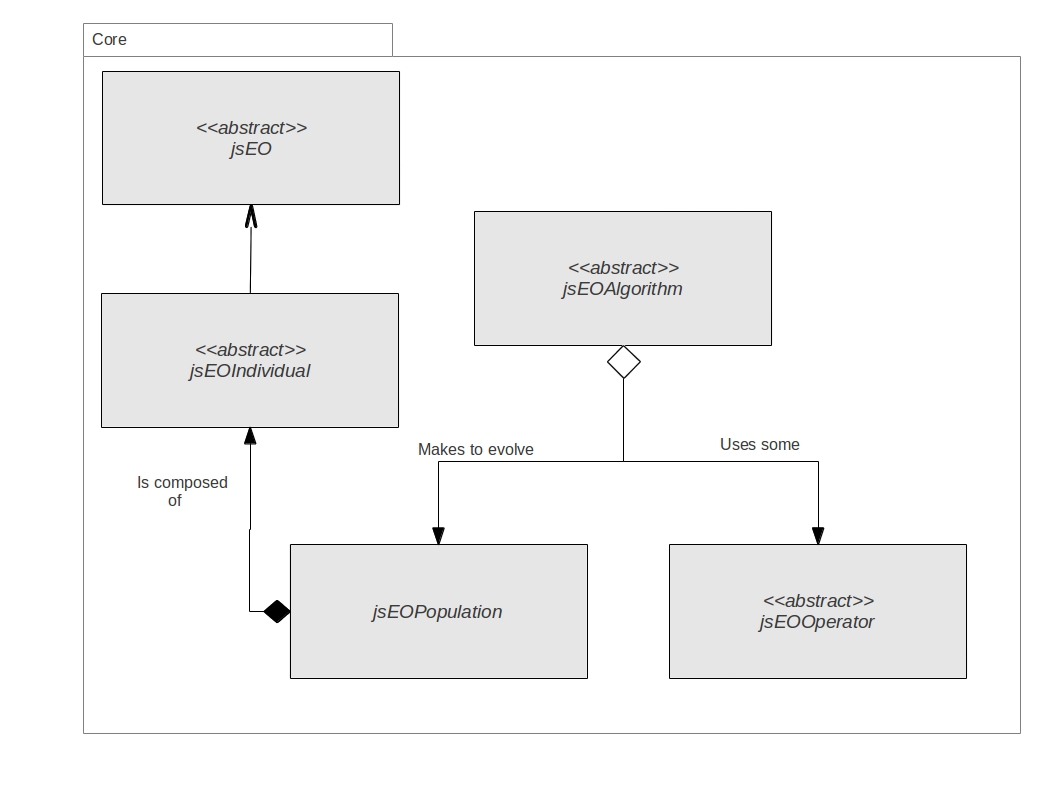 Core
<<abstract>>
jsEO
<<abstract>>
jsEOAlgorithm
<<abstract>>
jsEOIndividual
Makes to evolve
Uses some
Is composed
of
jsEOPopulation
<<abstract>>
jsEOOperator